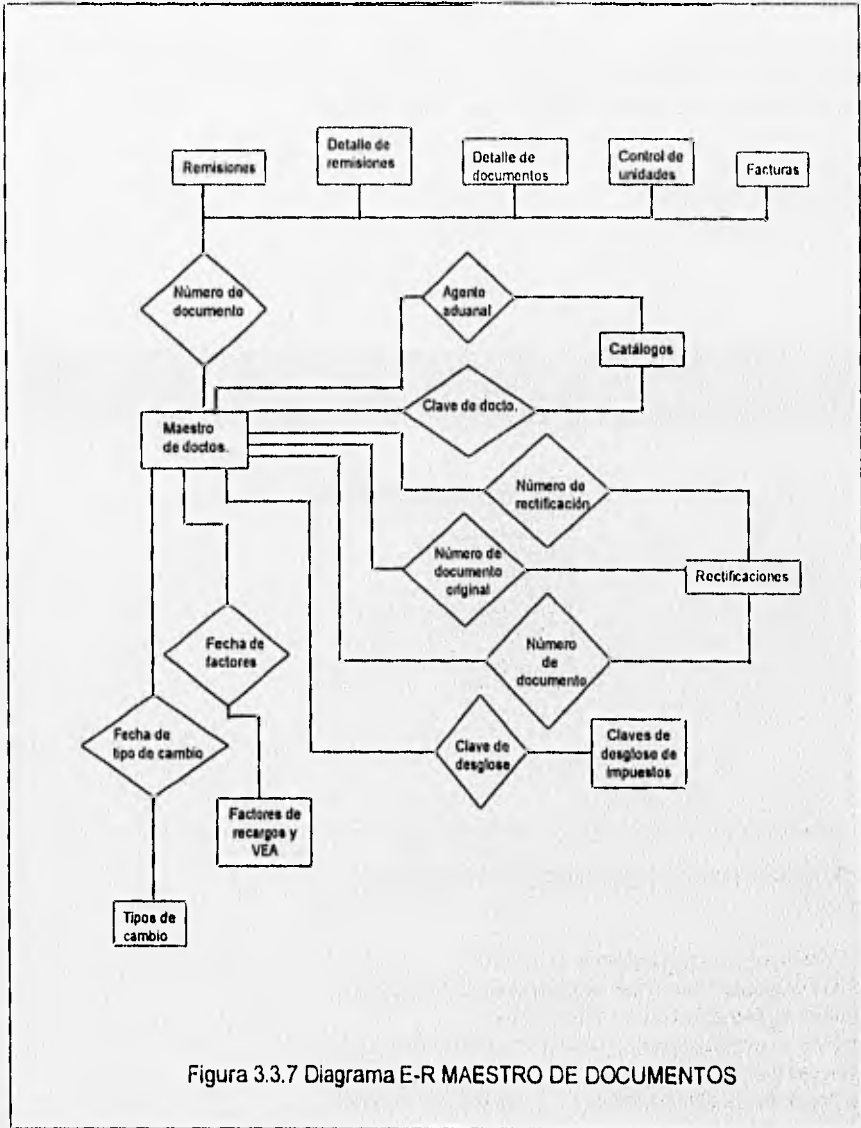 Remisiones
Detalle de
remisiones
Detalle de
documentos
Control de
unidades
Facturas
Número de
documento
Agente
aduanal
Catálogos
Clave de docto.
Maestro
de doctos.
Número de
rectificación
Número de
documento
original
Rectificaciones
Fecha de
factores
Número
de
documento
Fecha de
tipo de cambio
Clave de
desglose
Claves de
desglose de
impuestos
Factores de
recargos y
VEA
Tipos de
cambio
Figura 3.3.7 Diagrama E-R MAESTRO DE DOCUMENTOS